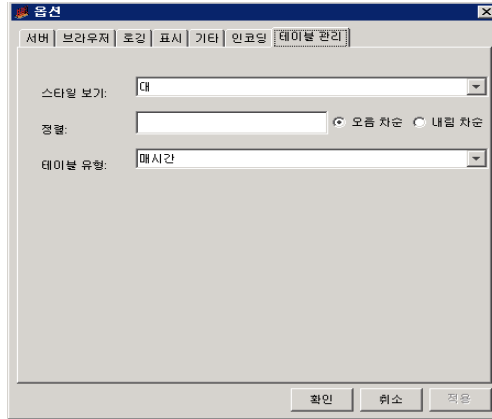 옵션
서버 브라우저 로깅 표시 기타 인코딩 테이블 관리
스타일 보기: 대
정렬: 오름 차순 내림 차순
테이블 유형: 매시간
확인 취소 적용